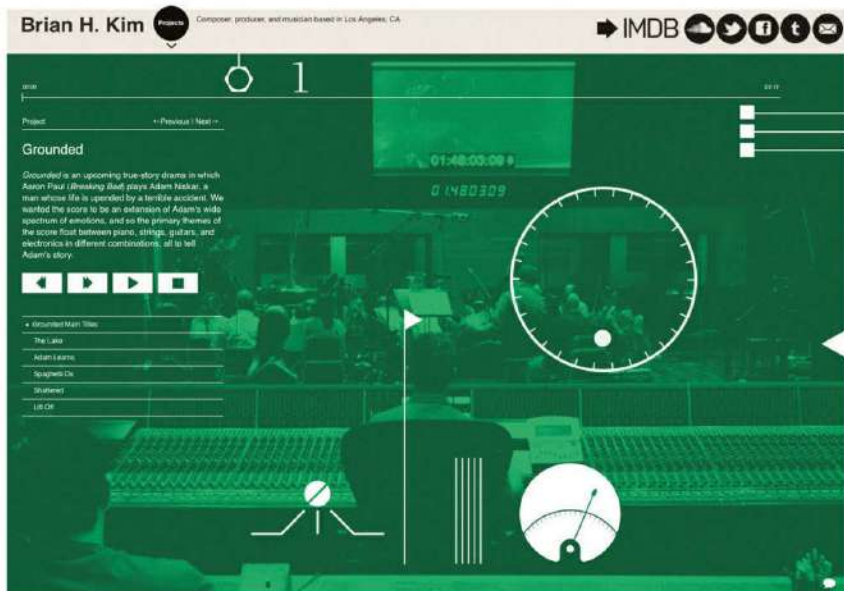 Brian H. Kim
Projects
Composer, producer, and musician based in Los Angeles, CA
IMDB
1
00:00
Project
← Previous | Next →
Grounded
Grounded is an upcoming true-story drama in which
Aaron Paul (Breaking Bad) plays Adam Niskar, a
man whose life is upended by a terrible accident. We
wanted the score to be an extension of Adam's wide
spectrum of emotions, and so the primary themes of
the score float between piano, strings, guitars, and
electronics in different combinations, all to tell
Adam's story.
Grounded Main Titles
The Lake
Adam Learns
Spaghetti Os
Shattered
Lift Off
01:48:03:09
01480309